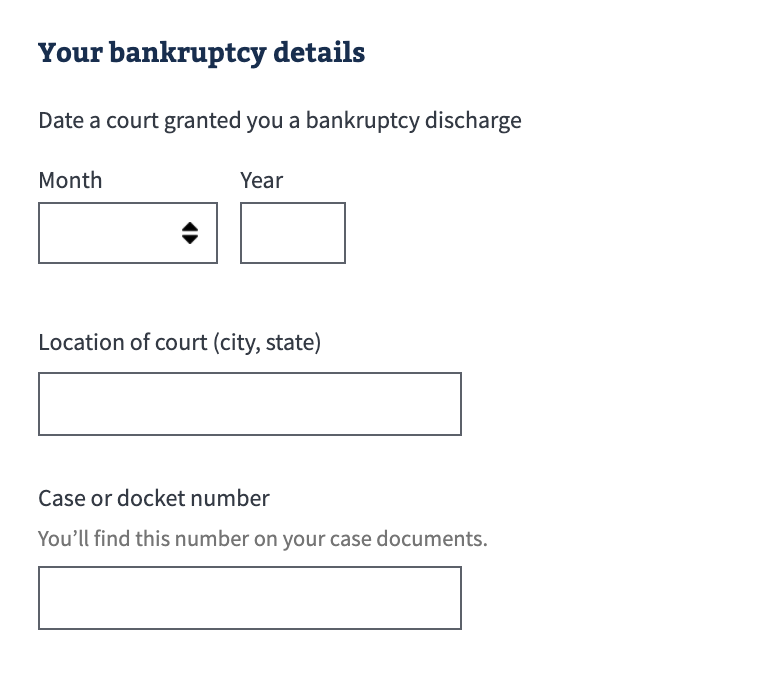 Your bankruptcy details
Date a court granted you a bankruptcy discharge
Month Year
Location of court (city, state)
Case or docket number
You’ll find this number on your case documents.